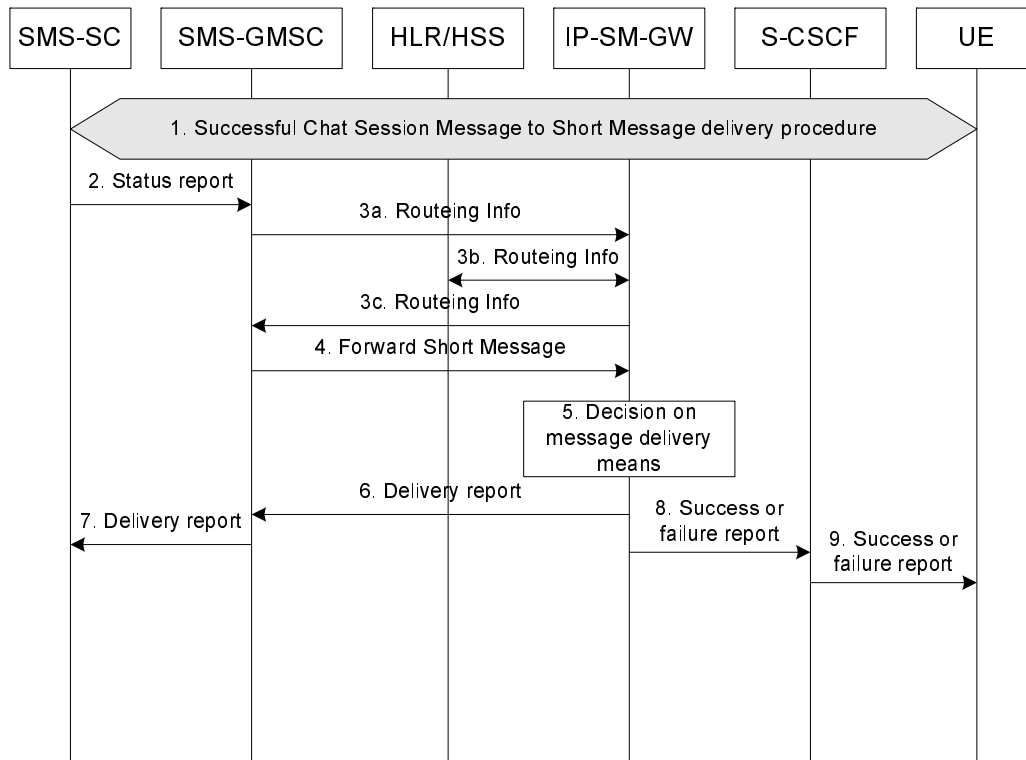 SMS-SC
SMS-GMSC
HLR/HSS
IP-SM-GW
S-CSCF
UE
1. Successful Chat Session Message to Short Message delivery procedure
2. Status report
3a. Routeing Info
3b. Routeing Info
3c. Routeing Info
4. Forward Short Message
5. Decision on
message delivery
means
6. Delivery report
7. Delivery report
8. Success or
failure report
9. Success or
failure report